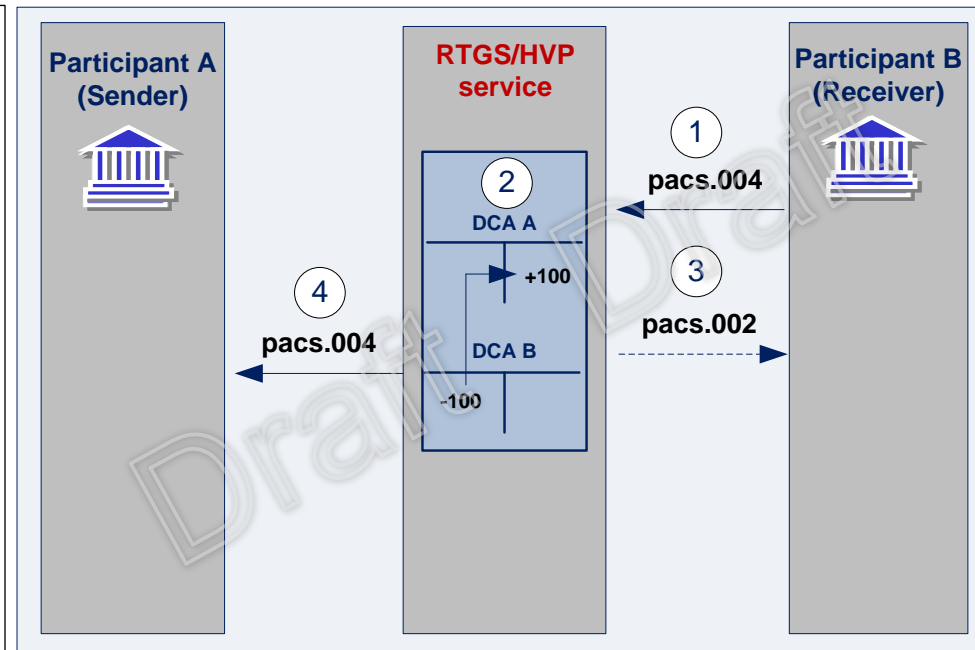 Participant A
(Sender)
RTGS/HVP
service
Participant B
(Receiver)
1
pacs.004
2
DCA A
+100
3
pacs.002
4
pacs.004
DCA B
-100
Draft
Draft